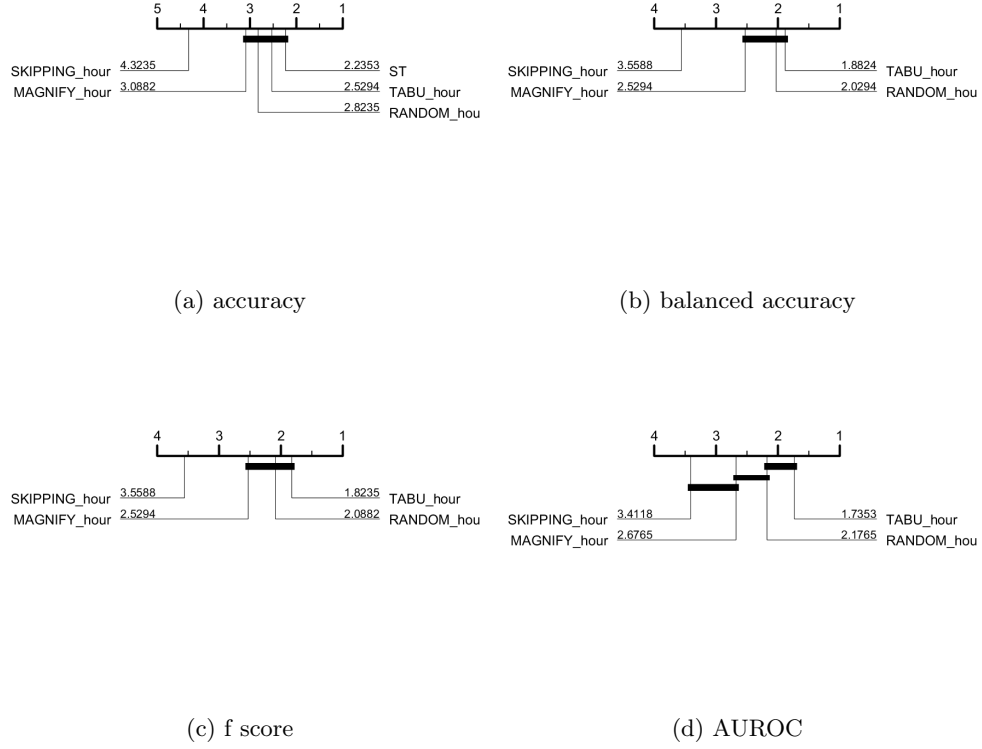 5 4 3 2 1
SKIPPING_hour 4.3235 2.2353 ST
MAGNIFY_hour 3.0882 2.5294 TABU_hour
2.8235 RANDOM_hou
(a) accuracy
4 3 2 1
SKIPPING_hour 3.5588 1.8824 TABU_hour
MAGNIFY_hour 2.5294 2.0294 RANDOM_hou
(b) balanced accuracy
4 3 2 1
SKIPPING_hour 3.5588 1.8235 TABU_hour
MAGNIFY_hour 2.5294 2.0882 RANDOM_hou
(c) f score
4 3 2 1
SKIPPING_hour 3.4118 1.7353 TABU_hour
MAGNIFY_hour 2.6765 2.1765 RANDOM_hou
(d) AUROC